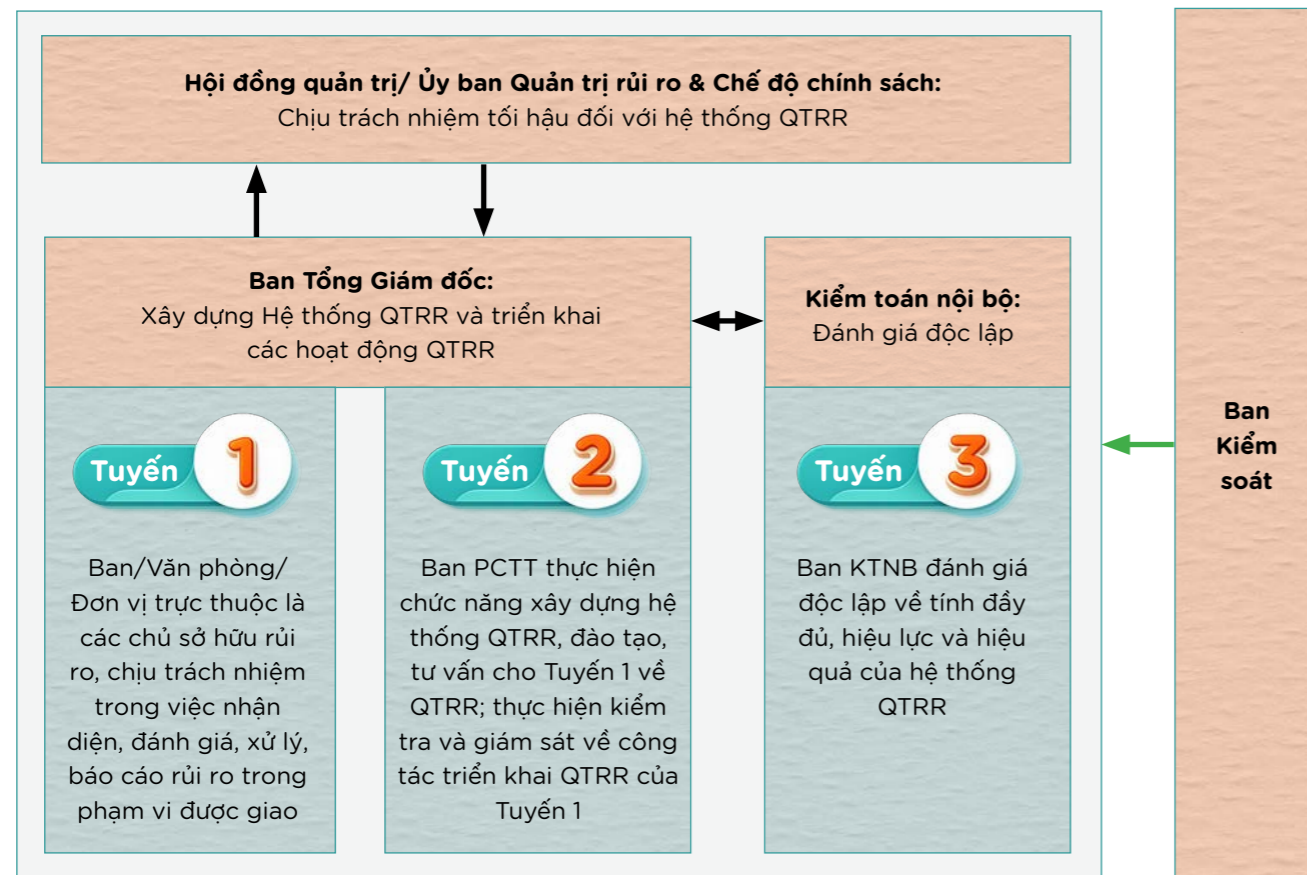 Hội đồng quản trị/ Ủy ban Quản trị rủi ro & Chế độ chính sách:
Chịu trách nhiệm tối hậu đối với hệ thống QTRR
Ban Tổng Giám đốc:
Xây dựng Hệ thống QTRR và triển khai
các hoạt động QTRR
Kiểm toán nội bộ:
Đánh giá độc lập
Tuyến 1
Ban/Văn phòng/
Đơn vị trực thuộc là
các chủ sở hữu rủi
ro, chịu trách nhiệm
trong việc nhận
diện, đánh giá, xử lý,
báo cáo rủi ro trong
phạm vi được giao
Tuyến 2
Ban PCTT thực hiện
chức năng xây dựng hệ
thống QTRR, đào tạo,
tư vấn cho Tuyến 1 về
QTRR; thực hiện kiểm
tra và giám sát về công
tác triển khai QTRR của
Tuyến 1
Tuyến 3
Ban KTNB đánh giá
độc lập về tính đầy
đủ, hiệu lực và hiệu
quả của hệ thống
QTRR
Ban
Kiểm
soát